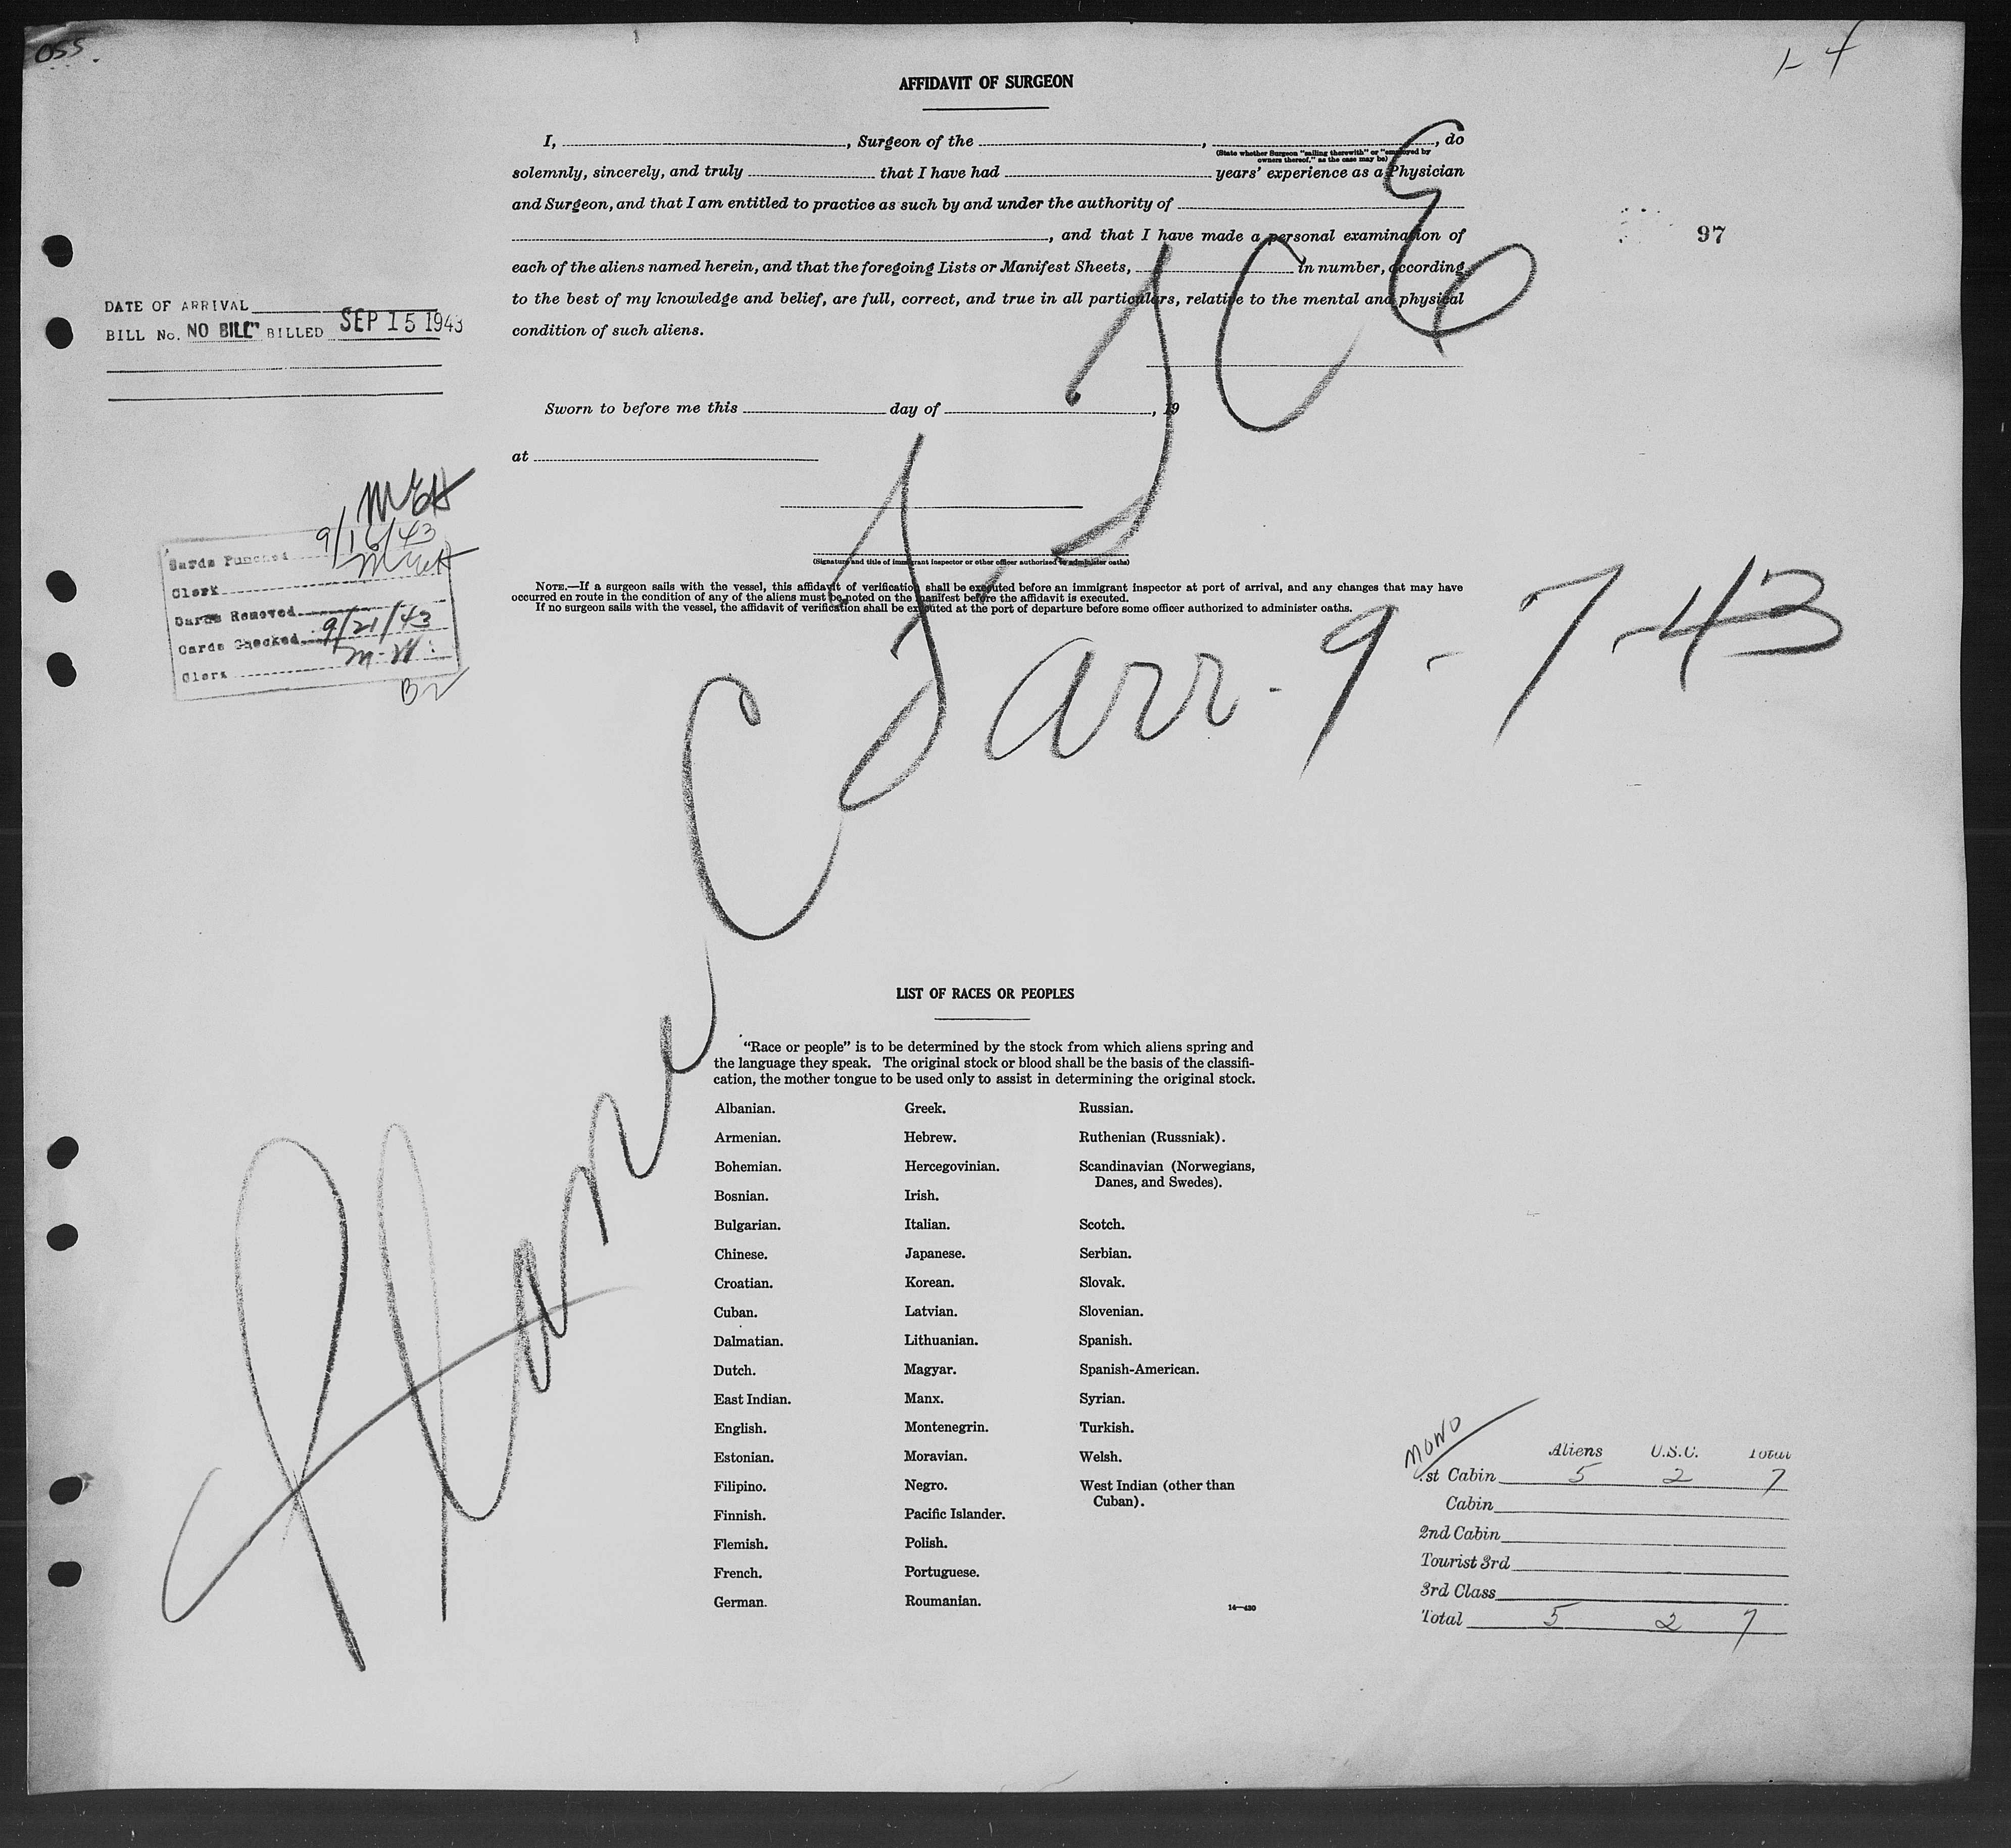 OSS.
1-4
AFFIDAVIT OF SURGEON
I, , Surgeon of the , , do
(State whether Surgeon "sailing therewith" or "employed by
owners thereof," as the case may be)
solemnly, sincerely, and truly that I have had years' experience as a Physician
and Surgeon, and that I am entitled to practice as such by and under the authority of
, and that I have made a personal examination of
97
each of the aliens named herein, and that the foregoing Lists or Manifest Sheets, in number, according
to the best of my knowledge and belief, are full, correct, and true in all particulars, relative to the mental and physical
condition of such aliens.
DATE OF ARRIVAL
BILL No. "NO BILL" BILLED SEP 15 1943
Sworn to before me this day of , 19
at
(Signature and title of immigrant inspector or other officer authorized to administer oaths)
NOTE.—If a surgeon sails with the vessel, this affidavit of verification shall be executed before an immigrant inspector at port of arrival, and any changes that may have
occurred en route in the condition of any of the aliens must be noted on the manifest before the affidavit is executed.
If no surgeon sails with the vessel, the affidavit of verification shall be executed at the port of departure before some officer authorized to administer oaths.
Cards Punched 9/16/43
Clerk
Cards Removed
Cards Checked 9/21/43
Clerk M.W.
Plane
arr. 9-7-43
LIST OF RACES OR PEOPLES
"Race or people" is to be determined by the stock from which aliens spring and
the language they speak. The original stock or blood shall be the basis of the classifi-
cation, the mother tongue to be used only to assist in determining the original stock.
Albanian.
Armenian.
Bohemian.
Bosnian.
Bulgarian.
Chinese.
Croatian.
Cuban.
Dalmatian.
Dutch.
East Indian.
English.
Estonian.
Filipino.
Finnish.
Flemish.
French.
German.
Greek.
Hebrew.
Hercegovinian.
Irish.
Italian.
Japanese.
Korean.
Latvian.
Lithuanian.
Magyar.
Manx.
Montenegrin.
Moravian.
Negro.
Pacific Islander.
Polish.
Portuguese.
Roumanian.
Russian.
Ruthenian (Russniak).
Scandinavian (Norwegians,
Danes, and Swedes).
Scotch.
Serbian.
Slovak.
Slovenian.
Spanish.
Spanish-American.
Syrian.
Turkish.
Welsh.
West Indian (other than
Cuban).
14—430
MONO
Aliens U.S.C. Total
1st Cabin 5 2 7
Cabin
2nd Cabin
Tourist 3rd
3rd Class
Total 5 2 7